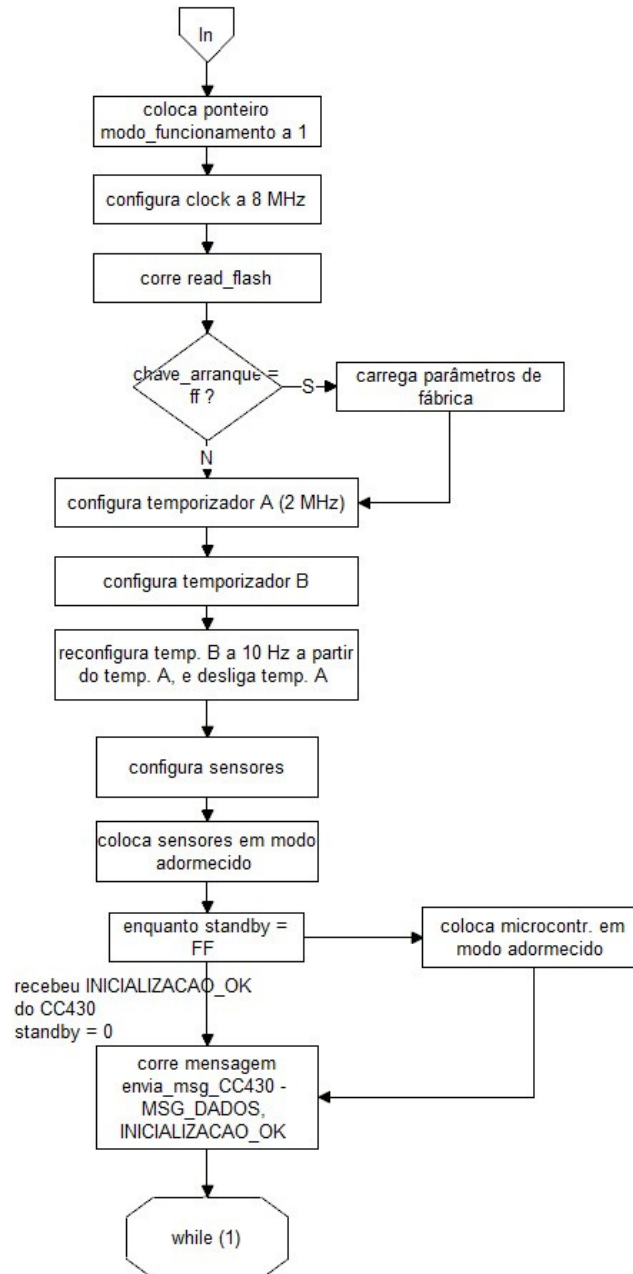 In
coloca ponteiro
modo_funcionamento a 1
configura clock a 8 MHz
corre read_flash
chave_arranque =
ff ?
S
carrega parâmetros de
fábrica
N
configura temporizador A (2 MHz)
configura temporizador B
reconfigura temp. B a 10 Hz a partir
do temp. A, e desliga temp. A
configura sensores
coloca sensores em modo
adormecido
enquanto standby =
FF
coloca microcontr. em
modo adormecido
recebeu INICIALIZACAO_OK
do CC430
standby = 0
corre mensagem
envia_msg_CC430 -
MSG_DADOS,
INICIALIZACAO_OK
while (1)